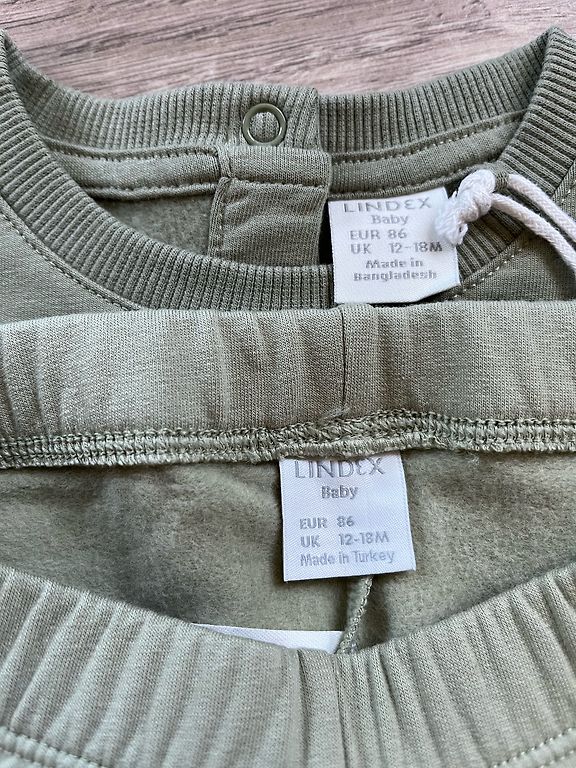 LINDEX
Baby
EUR 86
UK 12-18M
Made in
Bangladesh
LINDEX
Baby
EUR 86
UK 12-18M
Made in Turkey